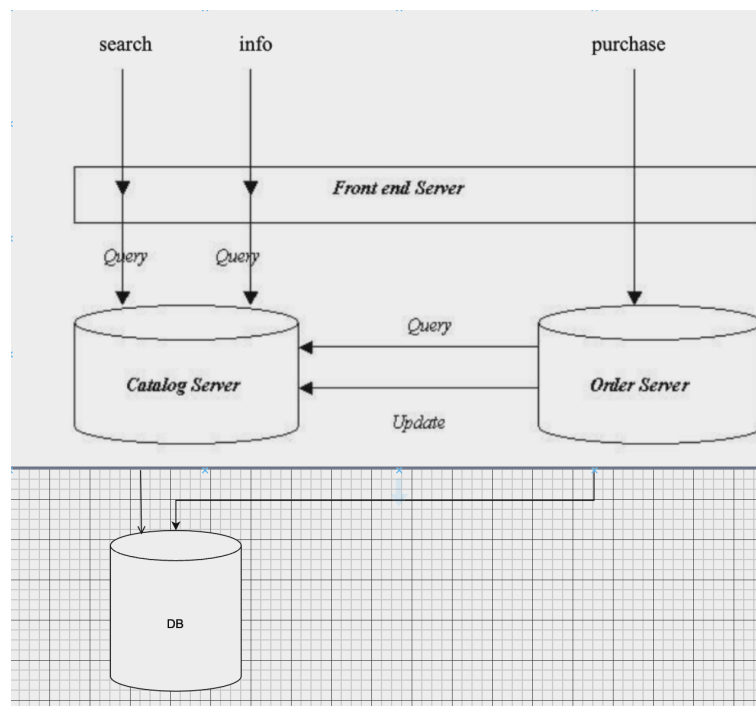 search info purchase
Front end Server
Query Query
Query
Catalog Server Order Server
Update
DB